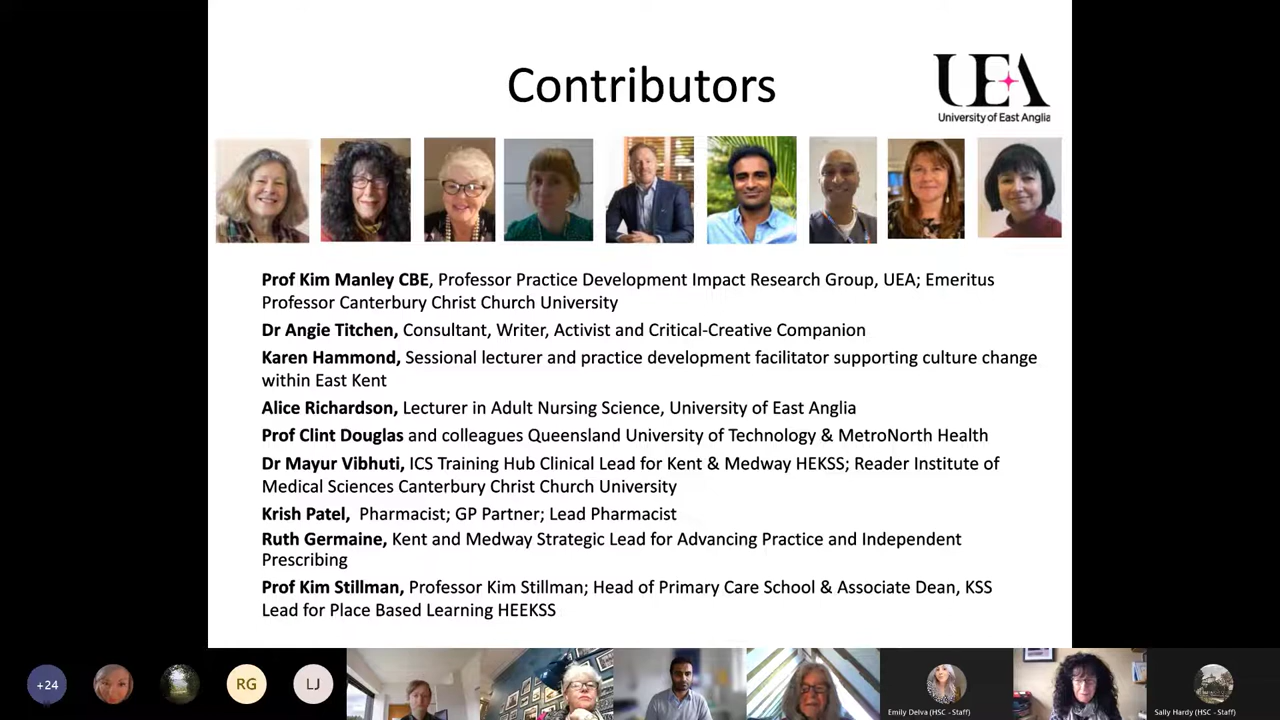 Contributors
UEA
University of East Anglia
Prof Kim Manley CBE, Professor Practice Development Impact Research Group, UEA; Emeritus
Professor Canterbury Christ Church University
Dr Angie Titchen, Consultant, Writer, Activist and Critical-Creative Companion
Karen Hammond, Sessional lecturer and practice development facilitator supporting culture change
within East Kent
Alice Richardson, Lecturer in Adult Nursing Science, University of East Anglia
Prof Clint Douglas and colleagues Queensland University of Technology & MetroNorth Health
Dr Mayur Vibhuti, ICS Training Hub Clinical Lead for Kent & Medway HEKSS; Reader Institute of
Medical Sciences Canterbury Christ Church University
Krish Patel, Pharmacist; GP Partner; Lead Pharmacist
Ruth Germaine, Kent and Medway Strategic Lead for Advancing Practice and Independent
Prescribing
Prof Kim Stillman, Professor Kim Stillman; Head of Primary Care School & Associate Dean, KSS
Lead for Place Based Learning HEEKSS
+24
RG
LJ
Emily Delva (HSC - Staff)
Sally Hardy (HSC - Staff)